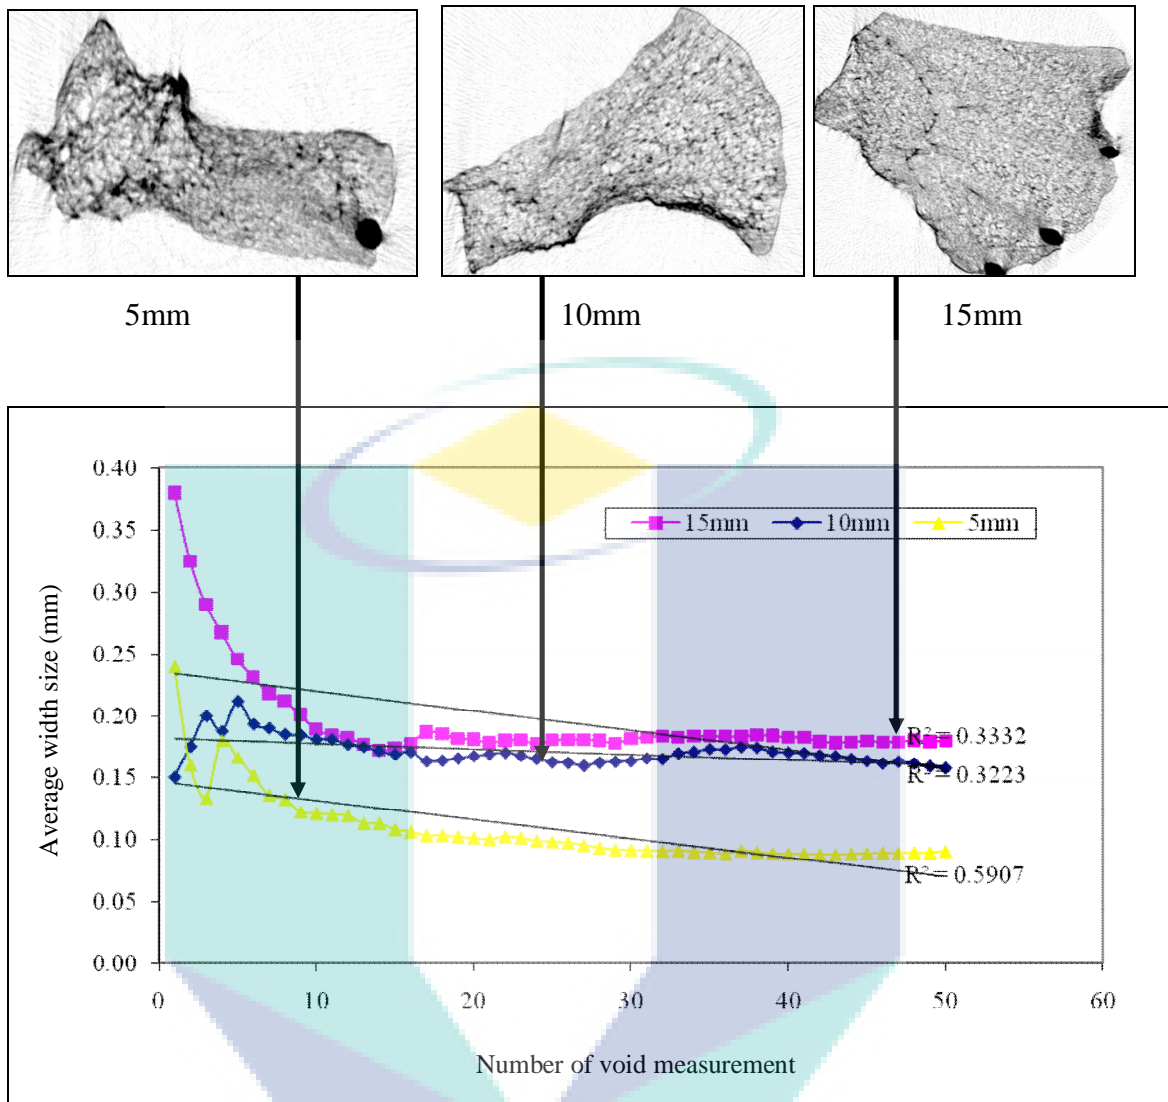 5mm
10mm
15mm
0.40
0.35
0.30
0.25
0.20
0.15
0.10
0.05
0.00
Average width size (mm)
15mm
10mm
5mm
R² = 0.3332
R² = 0.3223
R² = 0.5907
0
10
20
30
40
50
60
Number of void measurement